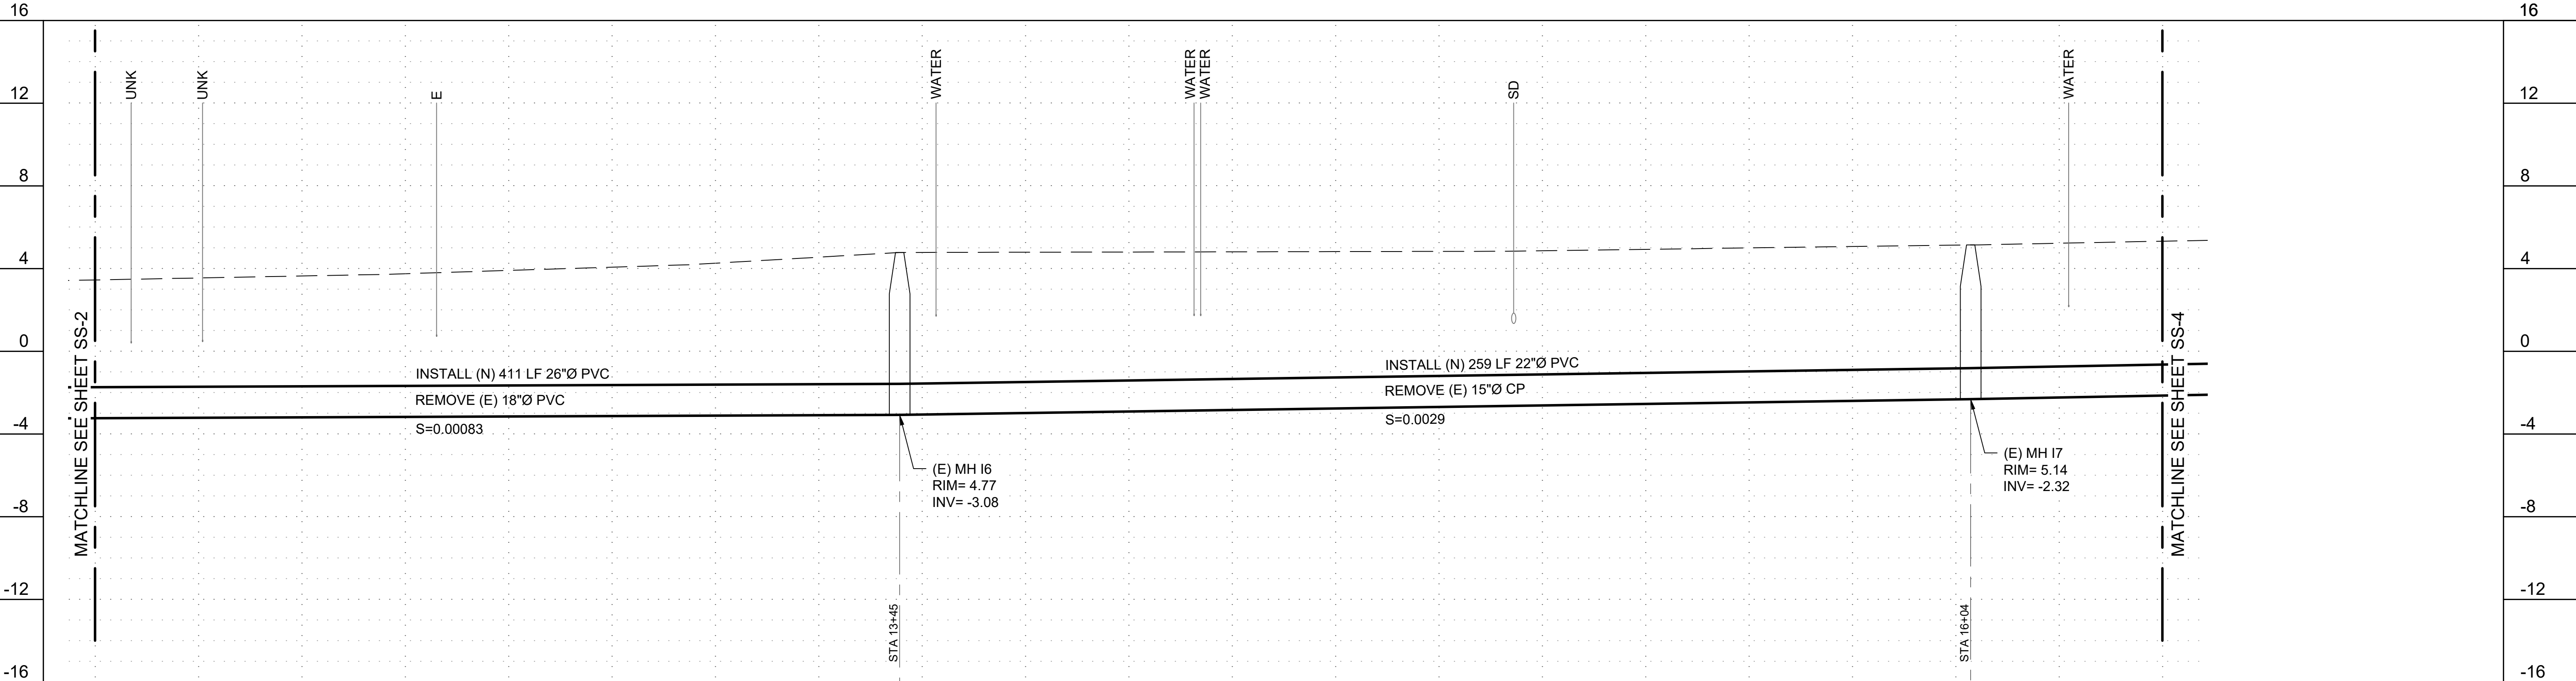 16
12
8
4
0
-4
-8
-12
-16
MATCHLINE SEE SHEET SS-2
UNK
UNK
E
WATER
WATER
WATER
SD
WATER
INSTALL (N) 411 LF 26"Ø PVC
REMOVE (E) 18"Ø PVC
S=0.00083
(E) MH I6
RIM= 4.77
INV= -3.08
STA 13+45
INSTALL (N) 259 LF 22"Ø PVC
REMOVE (E) 15"Ø CP
S=0.0029
(E) MH I7
RIM= 5.14
INV= -2.32
STA 16+04
MATCHLINE SEE SHEET SS-4
16
12
8
4
0
-4
-8
-12
-16